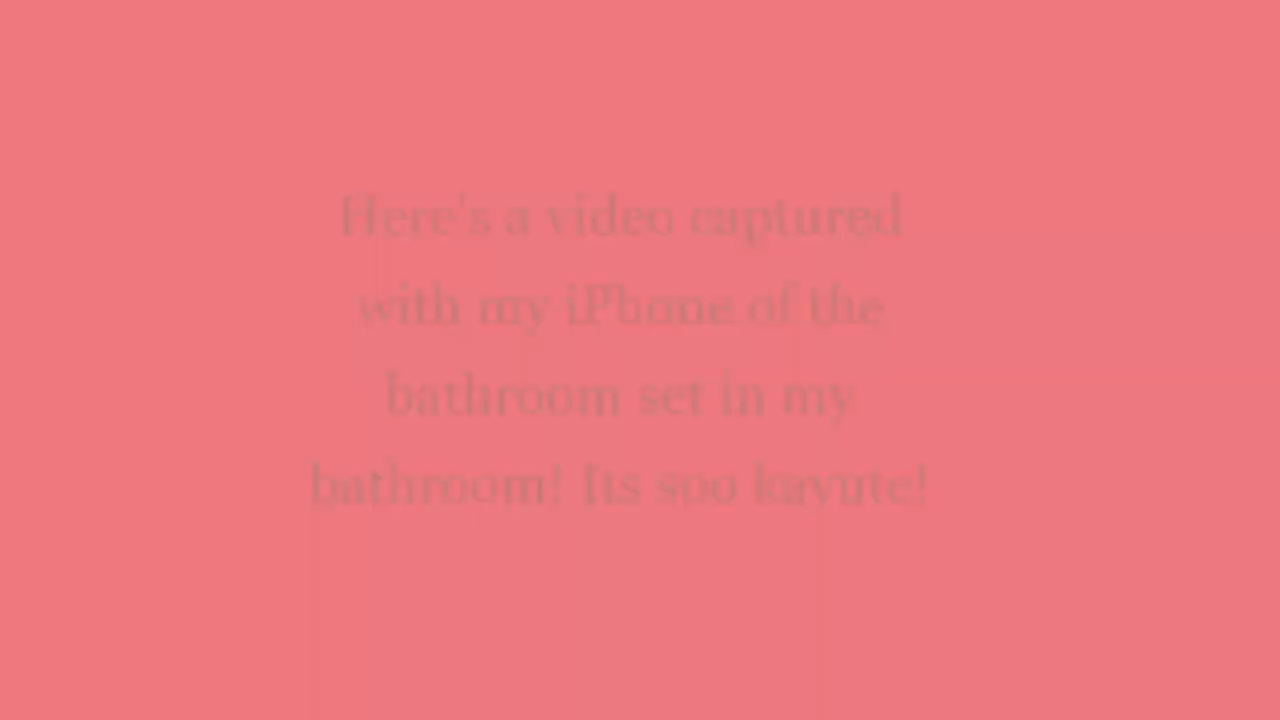 Here's a video captured
with my iPhone of the
bathroom set in my
bathroom! Its soo kayute!